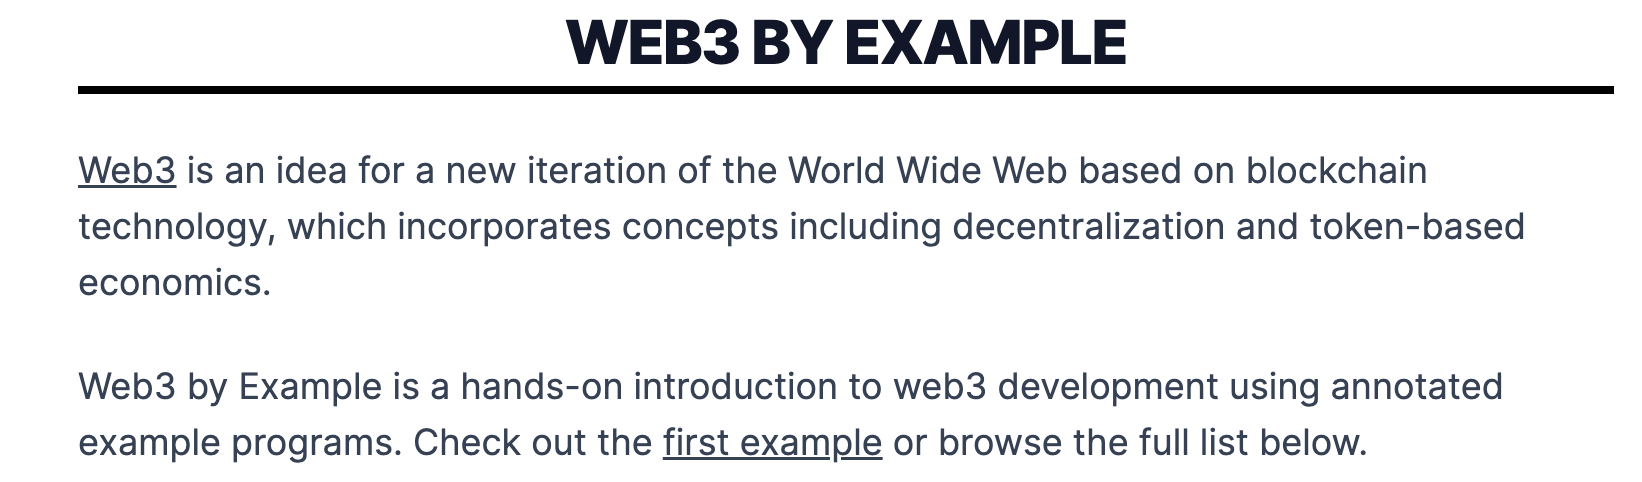 WEB3 BY EXAMPLE
Web3 is an idea for a new iteration of the World Wide Web based on blockchain
technology, which incorporates concepts including decentralization and token-based
economics.
Web3 by Example is a hands-on introduction to web3 development using annotated
example programs. Check out the first example or browse the full list below.